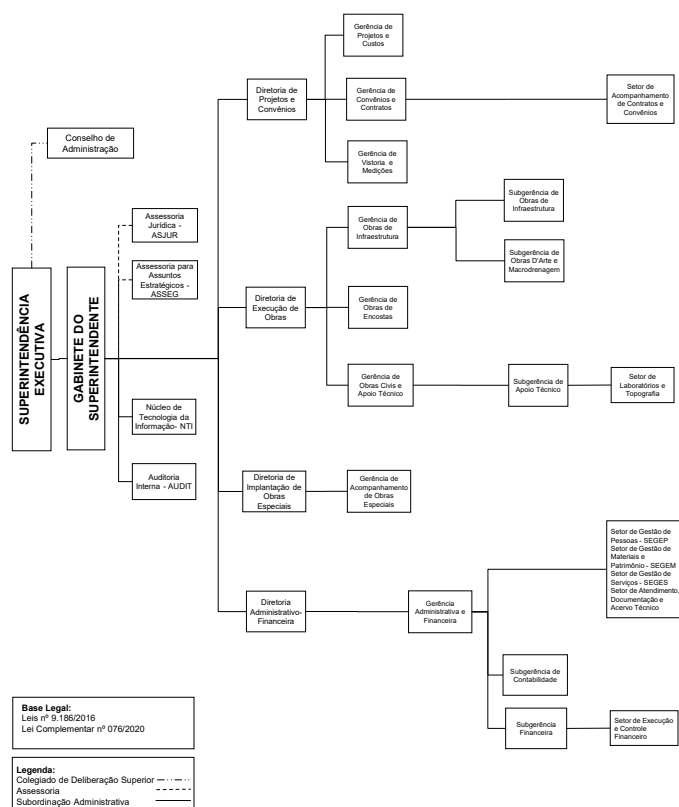 Gerência de
Projetos e
Custos
Diretoria de
Projetos e
Convênios
Gerência de
Convênios e
Contratos
Setor de
Acompanhamento
de Contratos e
Convênios
Conselho de
Administração
Gerência de
Vistoria e
Medições
Assessoria
Jurídica -
ASJUR
Gerência de
Obras de
Infraestrutura
Subgerência de
Obras de
Infraestrutura
Subgerência de
Obras D'Arte e
Macrodrenagem
Assessoria para
Assuntos
Estratégicos -
ASSEG
SUPERINTENDÊNCIA
EXECUTIVA
GABINETE DO
SUPERINTENDENTE
Diretoria de
Execução de
Obras
Gerência de
Obras de
Encostas
Gerência de
Obras Civis e
Apoio Técnico
Subgerência de
Apoio Técnico
Setor de
Laboratórios e
Topografia
Núcleo de
Tecnologia da
Informação- NTI
Auditoria
Interna - AUDIT
Diretoria de
Implantação de
Obras
Especiais
Gerência de
Acompanhamento
de Obras
Especiais
Setor de Gestão de
Pessoas - SEGEP
Setor de Gestão de
Materiais e
Patrimônio - SEGEM
Setor de Gestão de
Serviços - SEGES
Setor de Atendimento,
Documentação e
Acervo Técnico
Diretoria
Administrativo-
Financeira
Gerência
Administrativa e
Financeira
Subgerência de
Contabilidade
Subgerência
Financeira
Setor de Execução
e Controle
Financeiro
Base Legal:
Leis nº 9.186/2016
Lei Complementar nº 076/2020
Legenda:
Colegiado de Deliberação Superior
Assessoria
Subordinação Administrativa